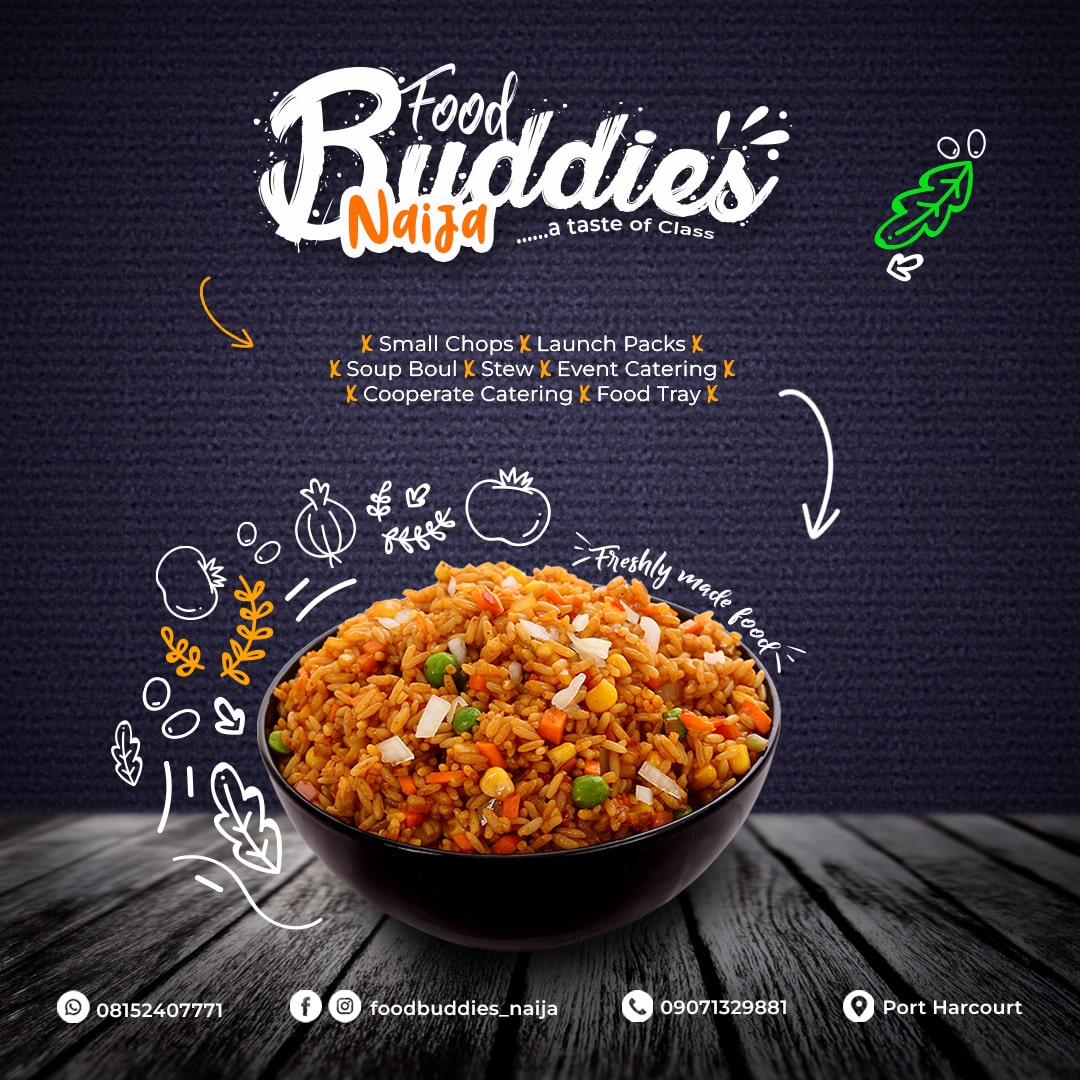 Food
Buddies
Naija
......a taste of Class
Small Chops Launch Packs
Soup Boul Stew Event Catering
Cooperate Catering Food Tray
Freshly made food
08152407771
foodbuddies_naija
09071329881
Port Harcourt